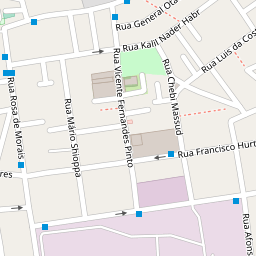 Rua General Ota
Rua Kalil Nader Habr
Rua Luis da Cos
Rua Vicente Fernandes Pinto
Rua Chebl Massud
Rua Rosa de Morais
Rua Mário Shioppa
Rua Francisco Hurt
res
Rua Afons